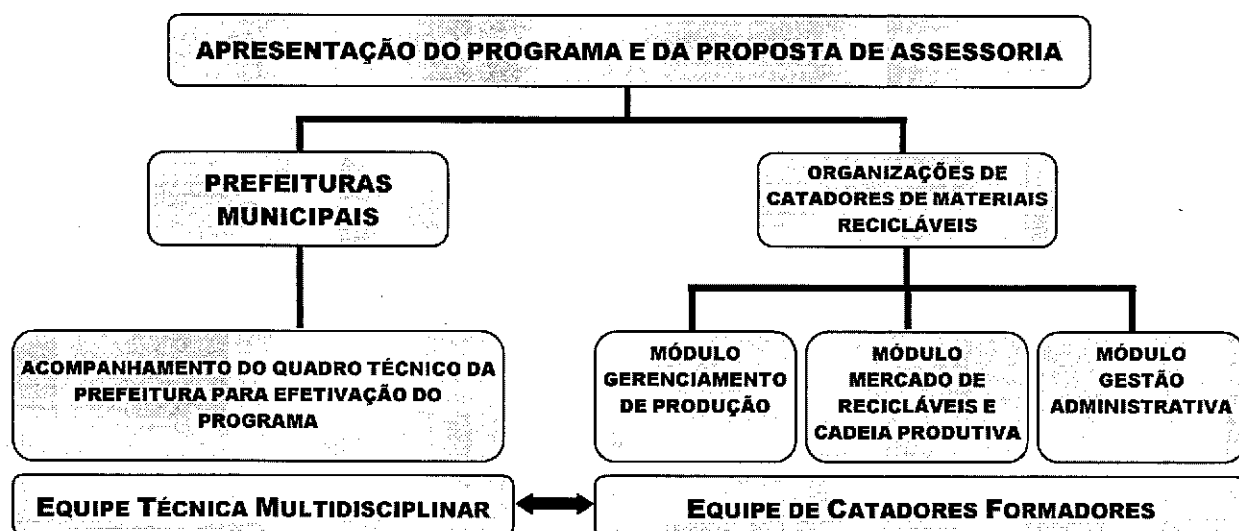 APRESENTAÇÃO DO PROGRAMA E DA PROPOSTA DE ASSESSORIA
PREFEITURAS
MUNICIPAIS
ORGANIZAÇÕES DE
CATADORES DE MATERIAIS
RECICLÁVEIS
ACOMPANHAMENTO DO QUADRO TÉCNICO DA
PREFEITURA PARA EFETIVAÇÃO DO
PROGRAMA
MÓDULO
GERENCIAMENTO
DE PRODUÇÃO
MÓDULO
MERCADO DE
RECICLÁVEIS E
CADEIA PRODUTIVA
MÓDULO
GESTÃO
ADMINISTRATIVA
EQUIPE TÉCNICA MULTIDISCIPLINAR
EQUIPE DE CATADORES FORMADORES